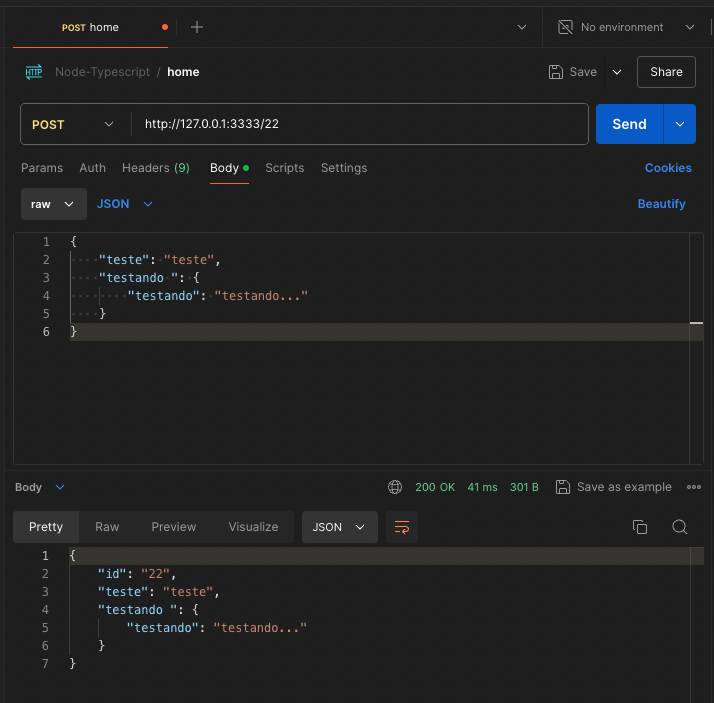 POST home
No environment
HTTP Node-Typescript / home Save Share
POST http://127.0.0.1:3333/22 Send
Params Auth Headers (9) Body Scripts Settings Cookies
raw JSON Beautify
1 {
2     "teste": "teste",
3     "testando ": {
4         "testando": "testando..."
5     }
6 }
Body 200 OK 41 ms 301 B Save as example
Pretty Raw Preview Visualize JSON
1 {
2     "id": "22",
3     "teste": "teste",
4     "testando ": {
5         "testando": "testando..."
6     }
7 }